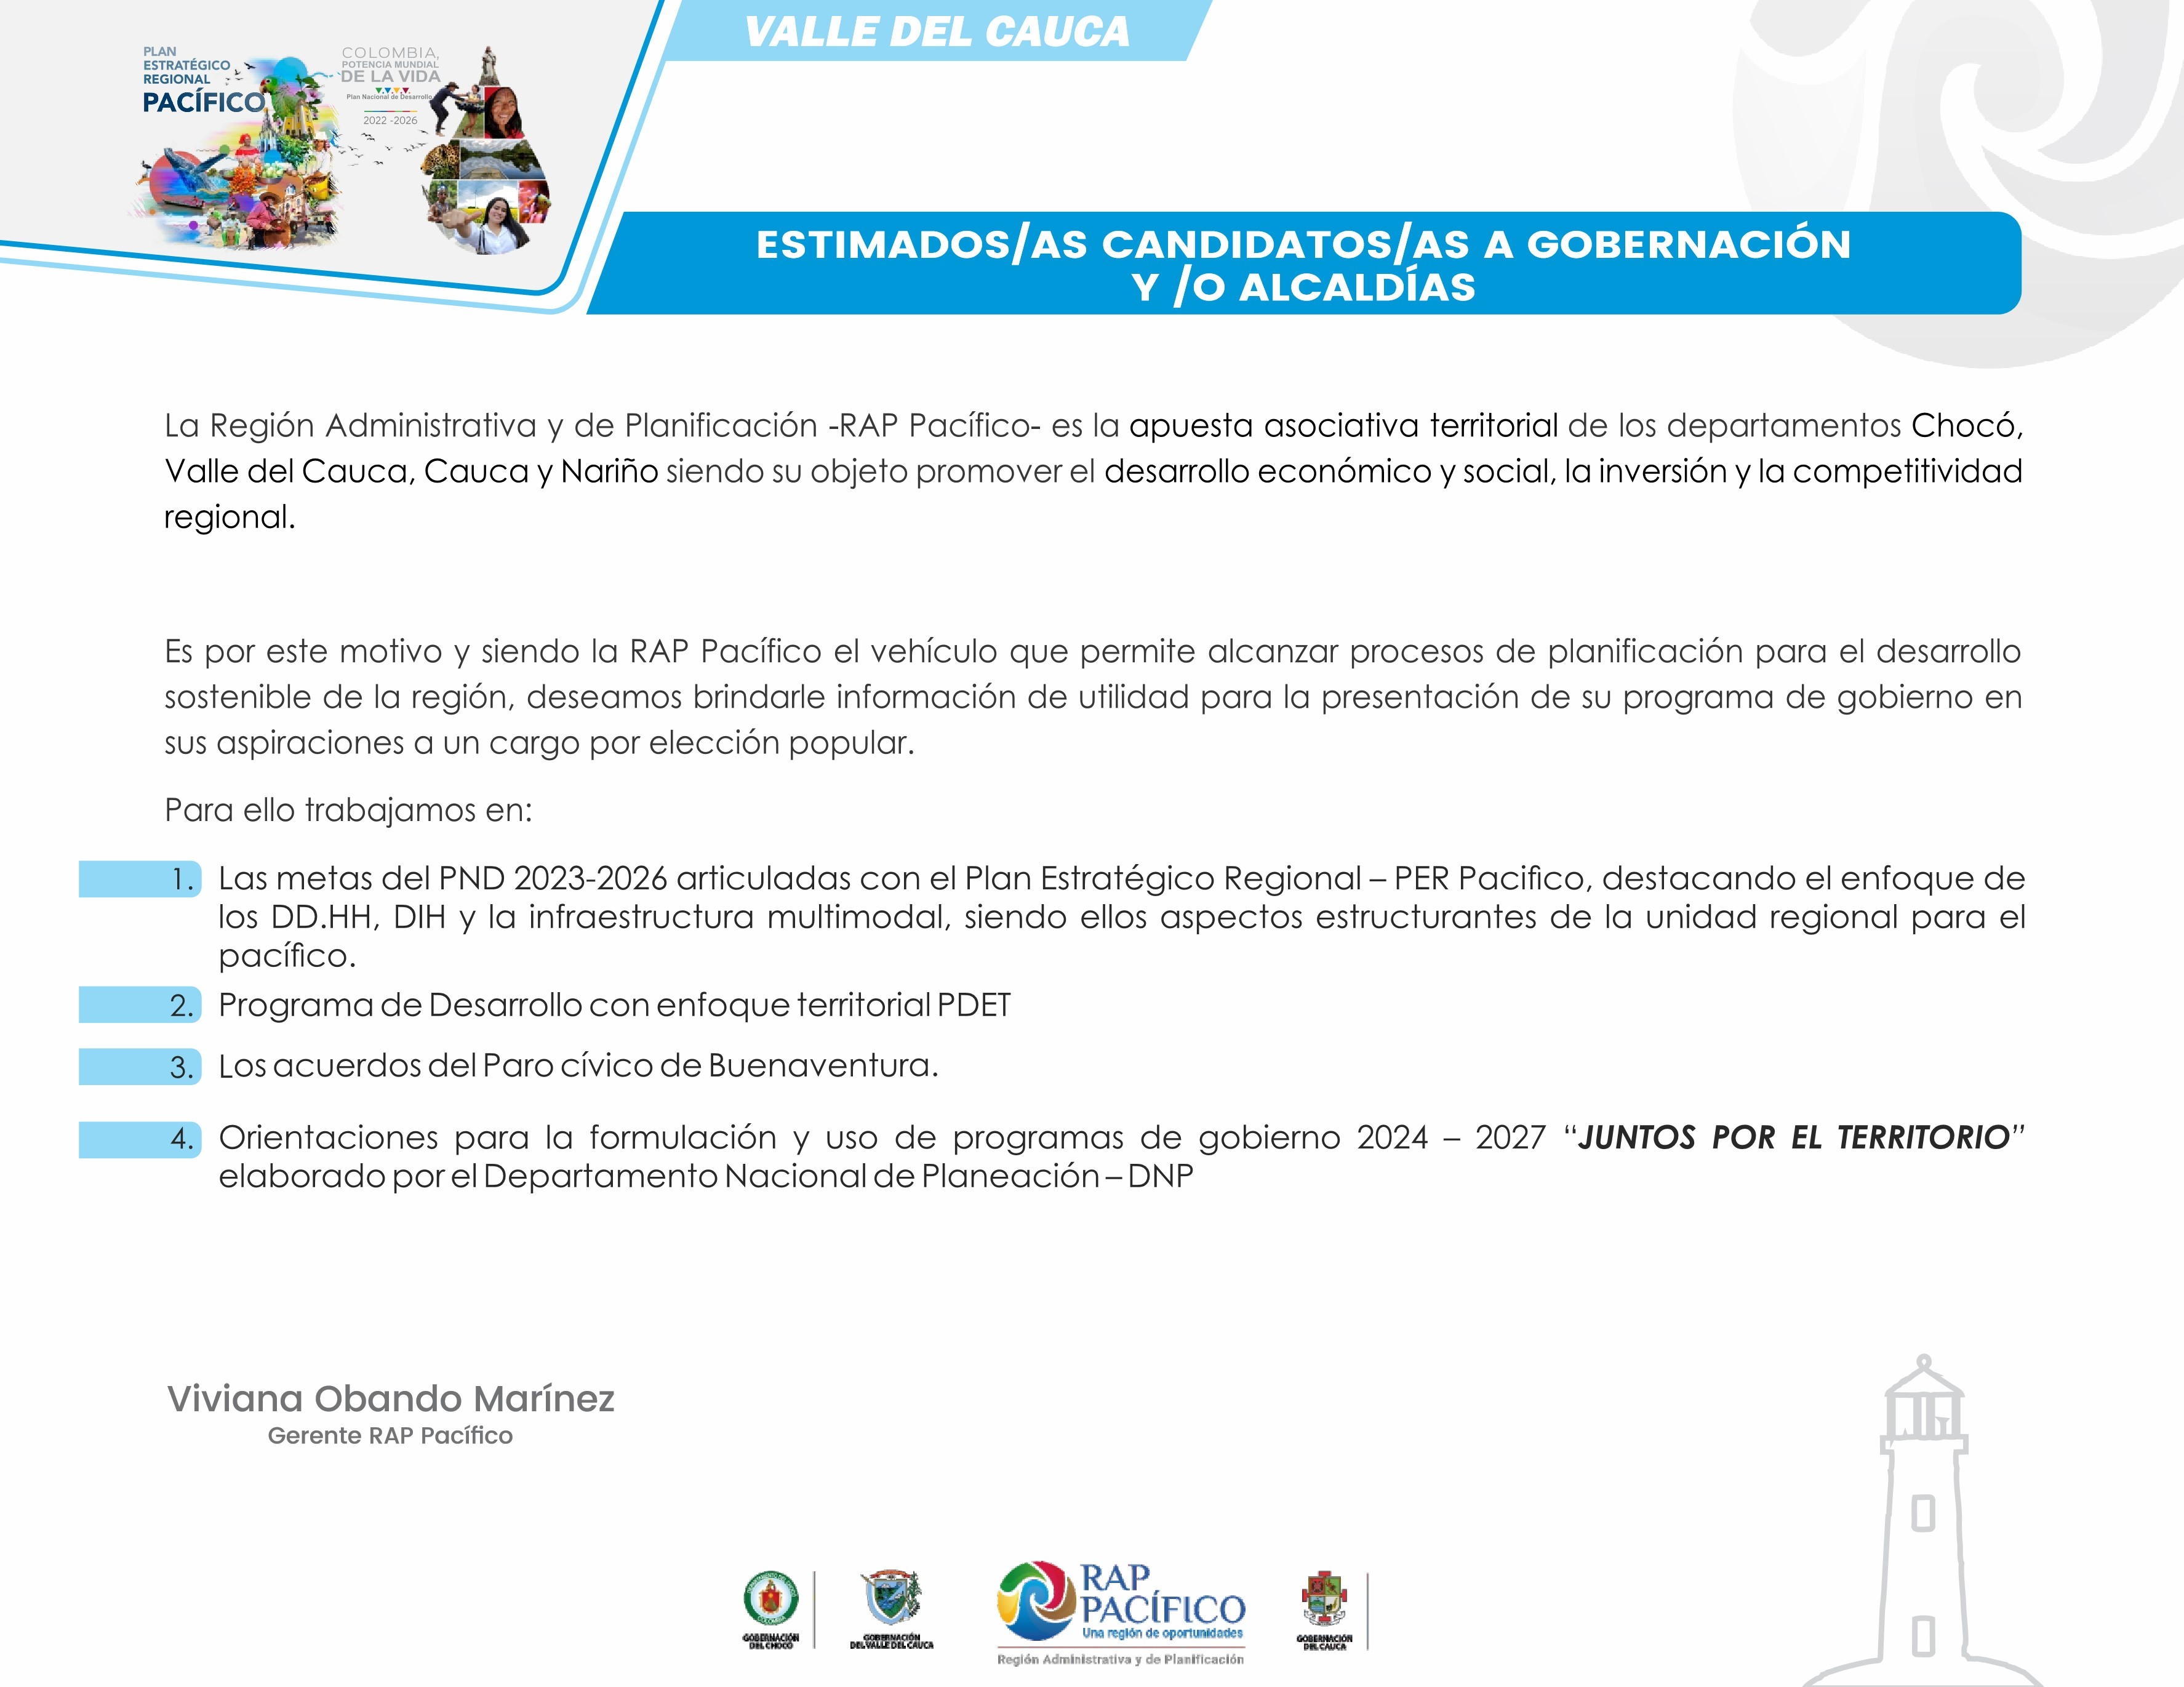 VALLE DEL CAUCA
PLAN
ESTRATÉGICO
REGIONAL
PACÍFICO
COLOMBIA,
POTENCIA MUNDIAL
DE LA VIDA
Plan Nacional de Desarrollo
2022 -2026
ESTIMADOS/AS CANDIDATOS/AS A GOBERNACIÓN
Y /O ALCALDÍAS
La Región Administrativa y de Planificación -RAP Pacífico- es la apuesta asociativa territorial de los departamentos Chocó,
Valle del Cauca, Cauca y Nariño siendo su objeto promover el desarrollo económico y social, la inversión y la competitividad
regional.
Es por este motivo y siendo la RAP Pacífico el vehículo que permite alcanzar procesos de planificación para el desarrollo
sostenible de la región, deseamos brindarle información de utilidad para la presentación de su programa de gobierno en
sus aspiraciones a un cargo por elección popular.
Para ello trabajamos en:
1. Las metas del PND 2023-2026 articuladas con el Plan Estratégico Regional – PER Pacifico, destacando el enfoque de
los DD.HH, DIH y la infraestructura multimodal, siendo ellos aspectos estructurantes de la unidad regional para el
pacífico.
2. Programa de Desarrollo con enfoque territorial PDET
3. Los acuerdos del Paro cívico de Buenaventura.
4. Orientaciones para la formulación y uso de programas de gobierno 2024 – 2027 “JUNTOS POR EL TERRITORIO”
elaborado por el Departamento Nacional de Planeación – DNP
Viviana Obando Marínez
Gerente RAP Pacífico
GOBERNACIÓN
DEL CHOCÓ
GOBERNACIÓN
DEL VALLE DEL CAUCA
RAP
PACÍFICO
Una región de oportunidades
Región Administrativa y de Planificación
GOBERNACIÓN
DEL CAUCA